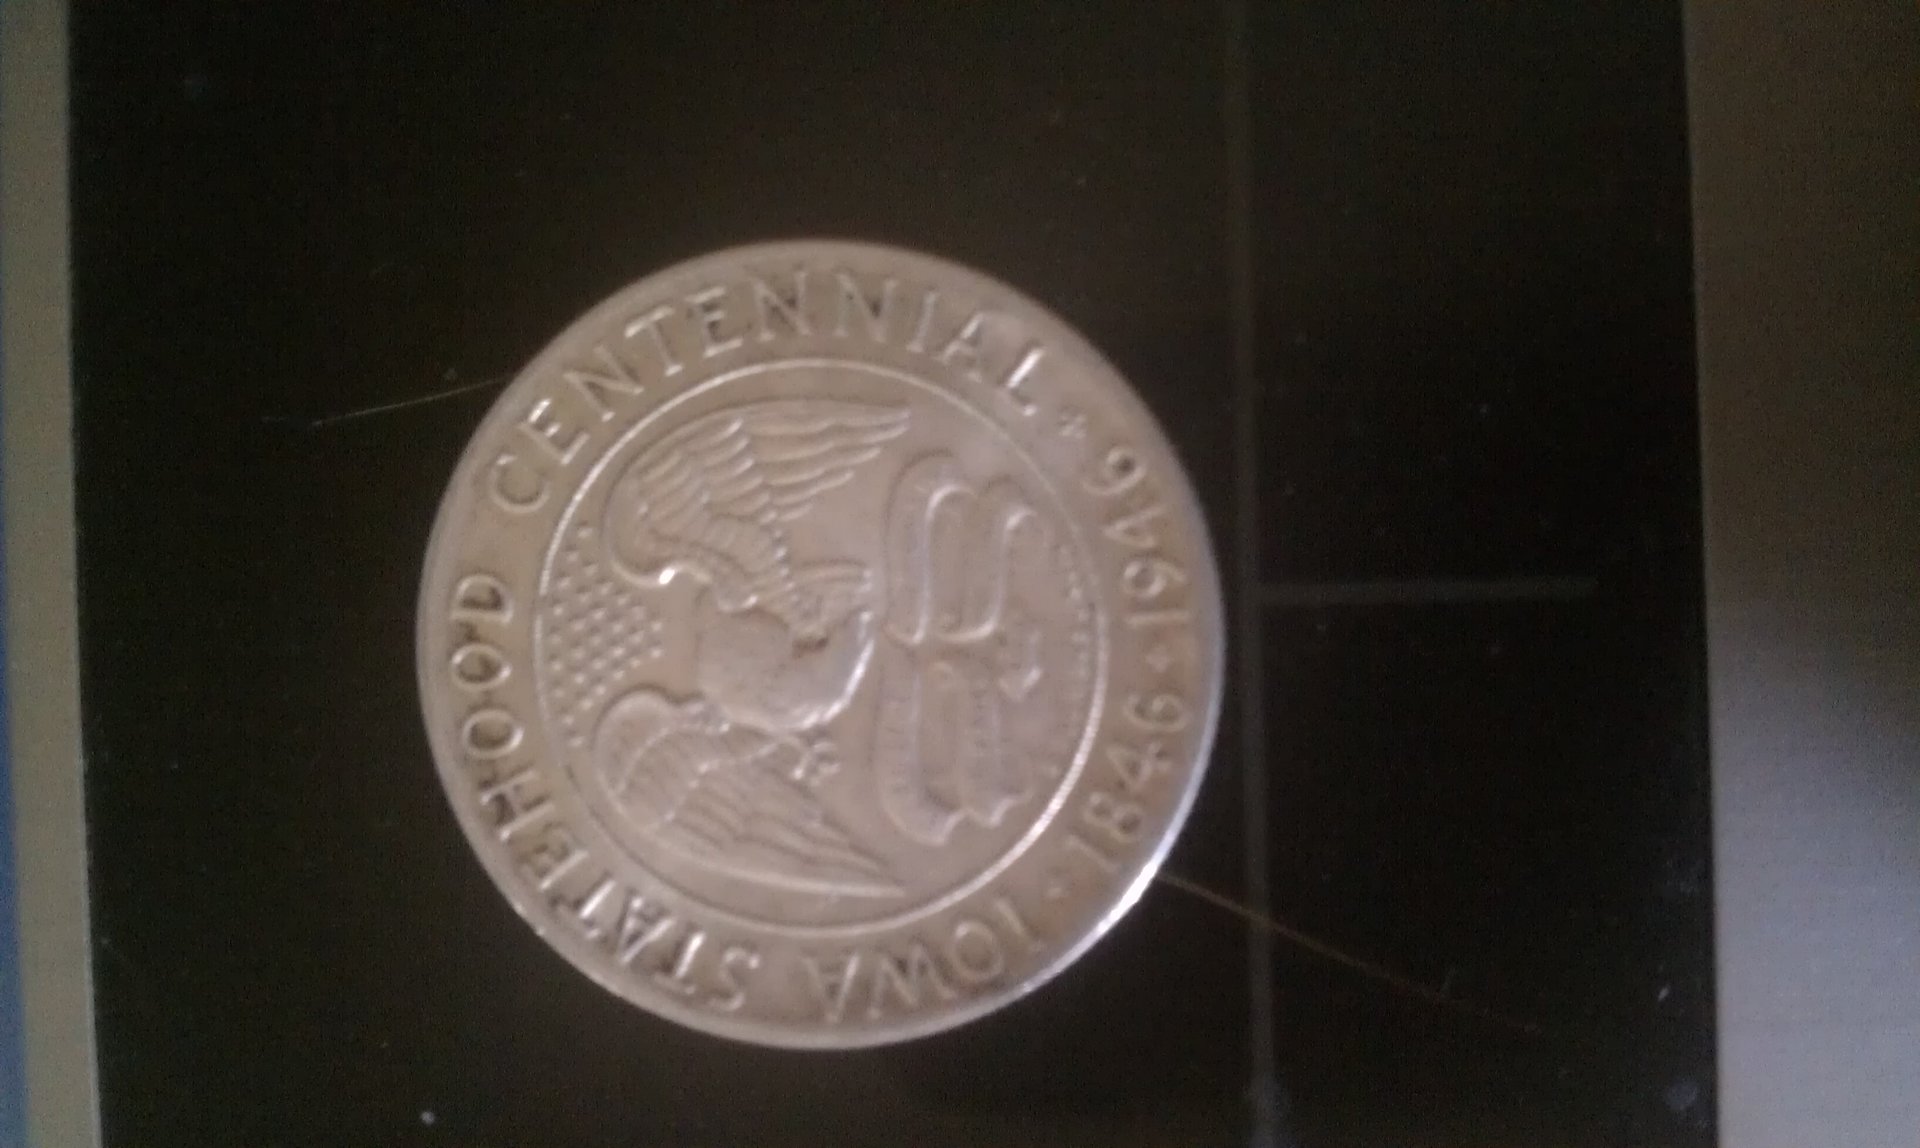 IOWA STATEHOOD CENTENNIAL * 1946 * 1846 *